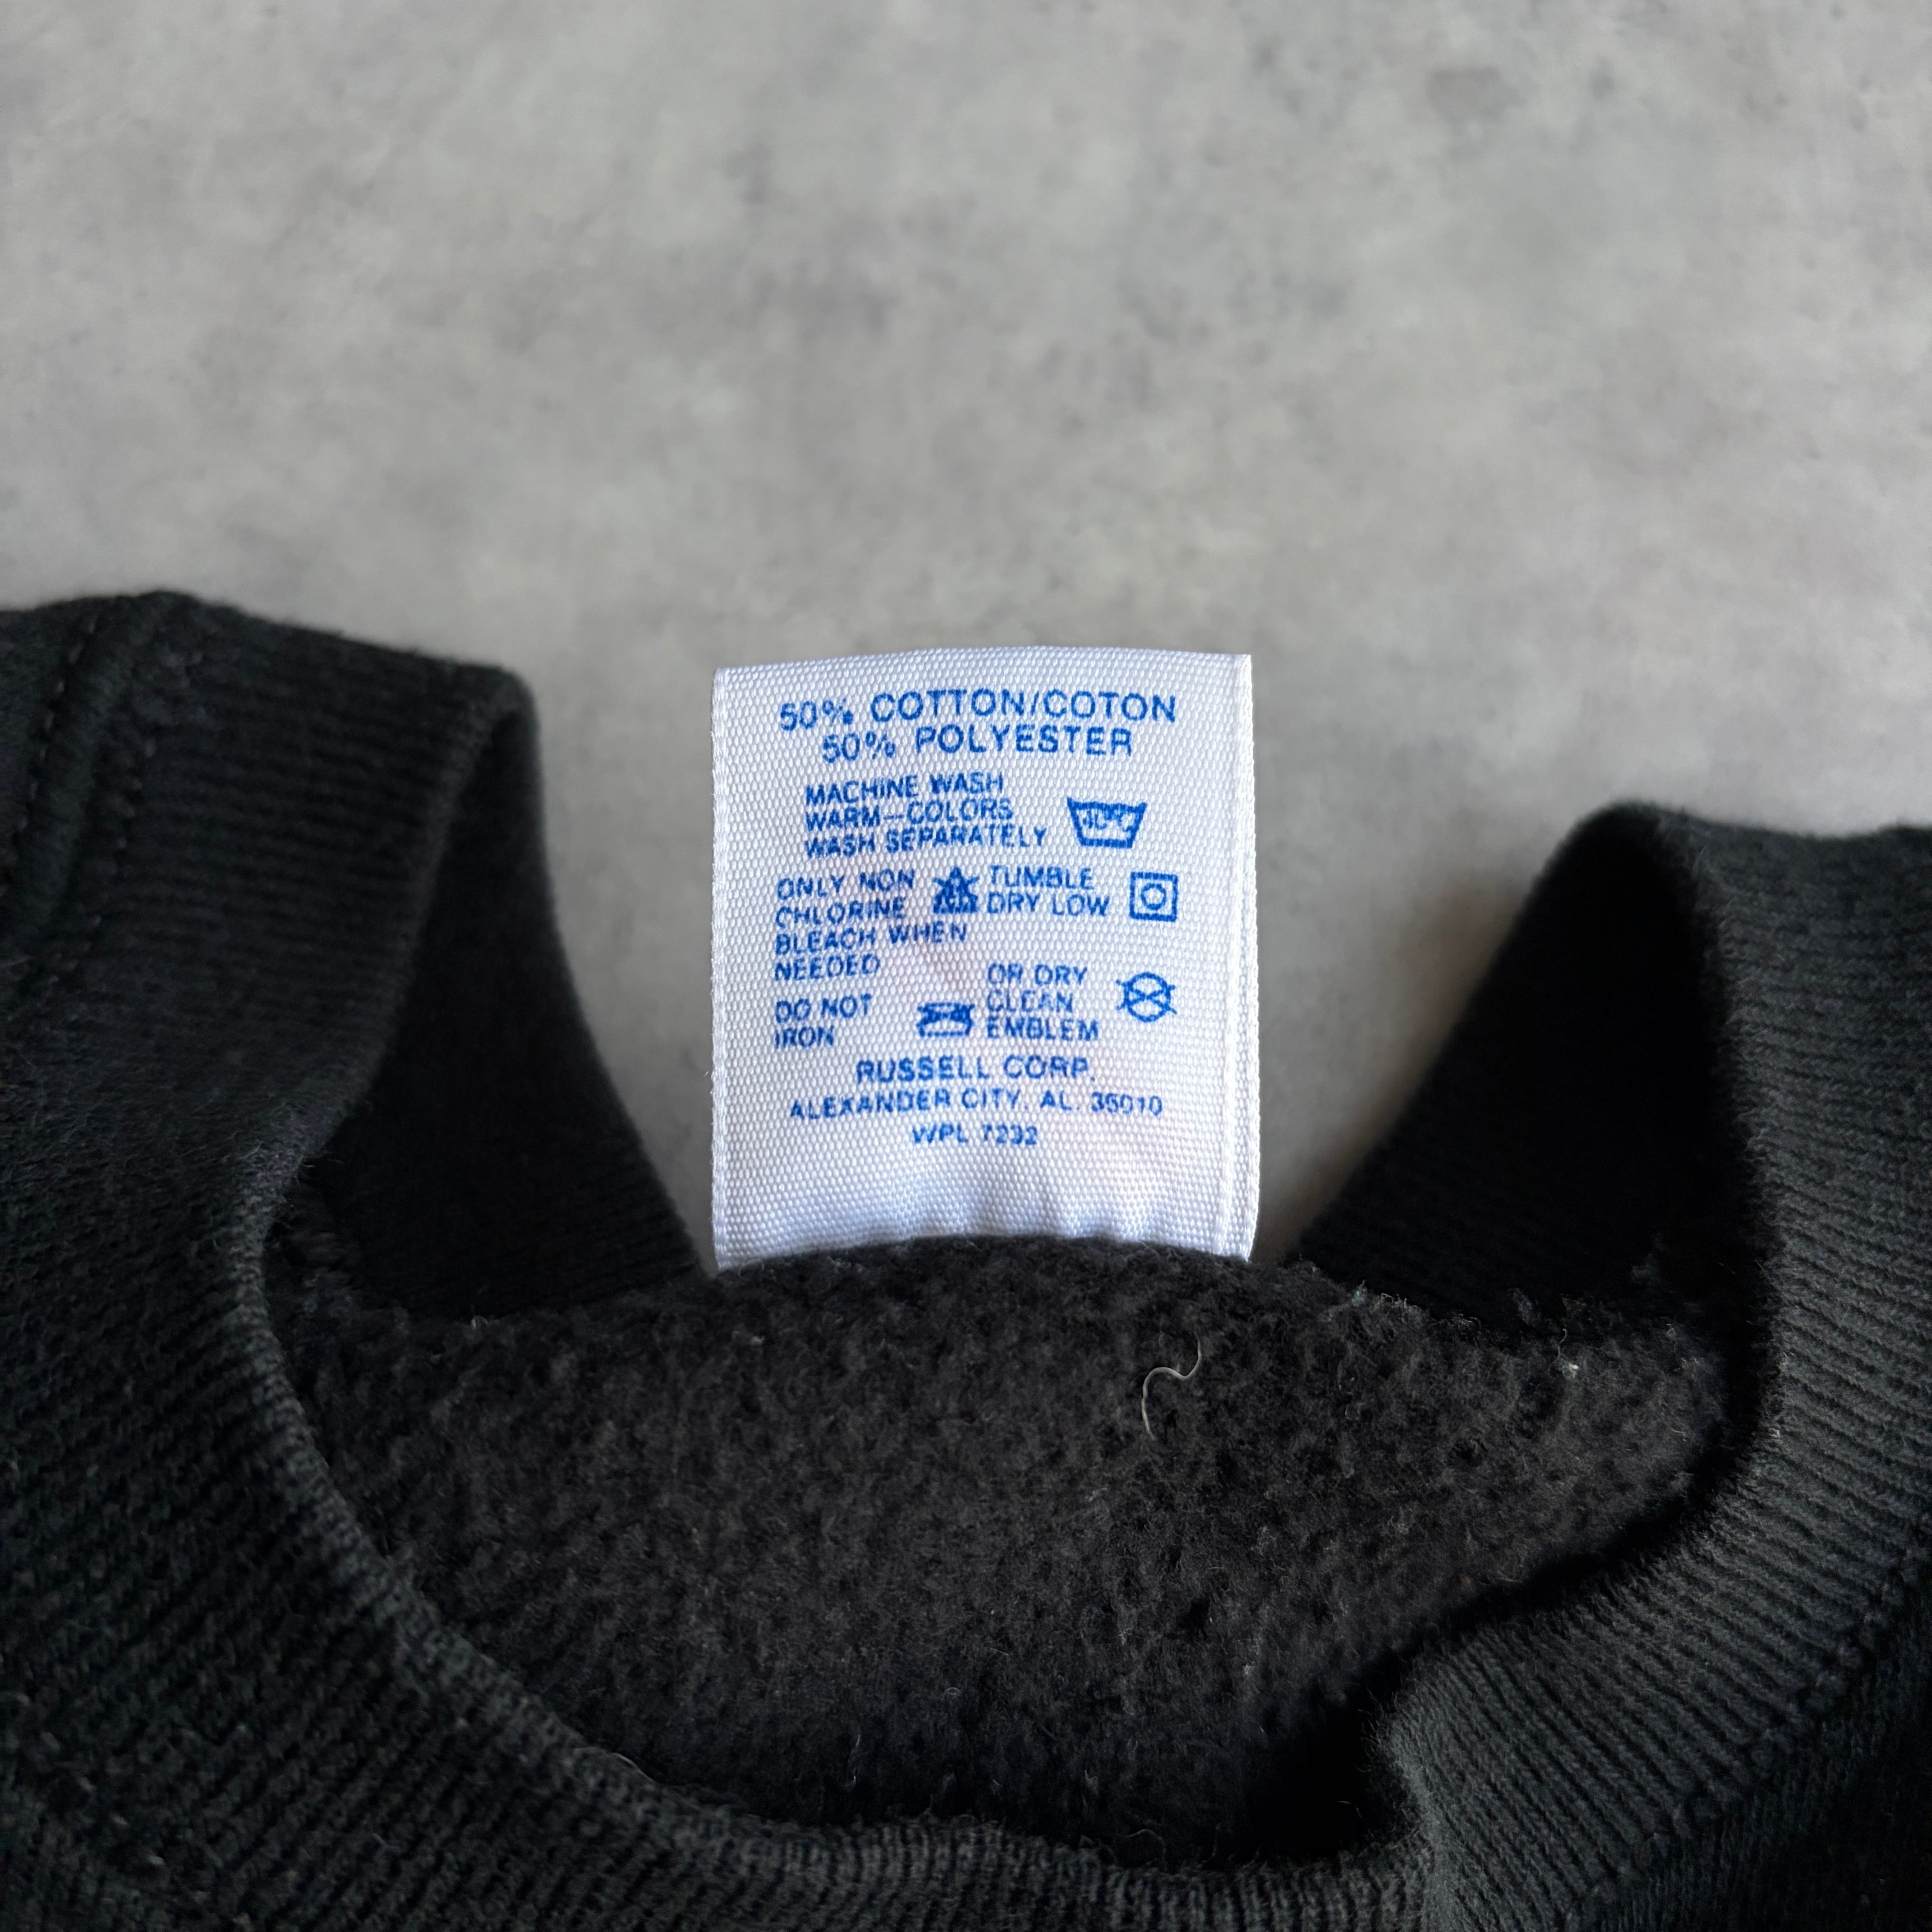 50% COTTON/COTON
50% POLYESTER
MACHINE WASH
WARM—COLORS
WASH SEPARATELY
ONLY NON
CHLORINE
BLEACH WHEN
NEEDED
TUMBLE
DRY LOW
DO NOT
IRON
OR DRY
CLEAN
EMBLEM
RUSSELL CORP.
ALEXANDER CITY, AL. 35010
WPL 7232